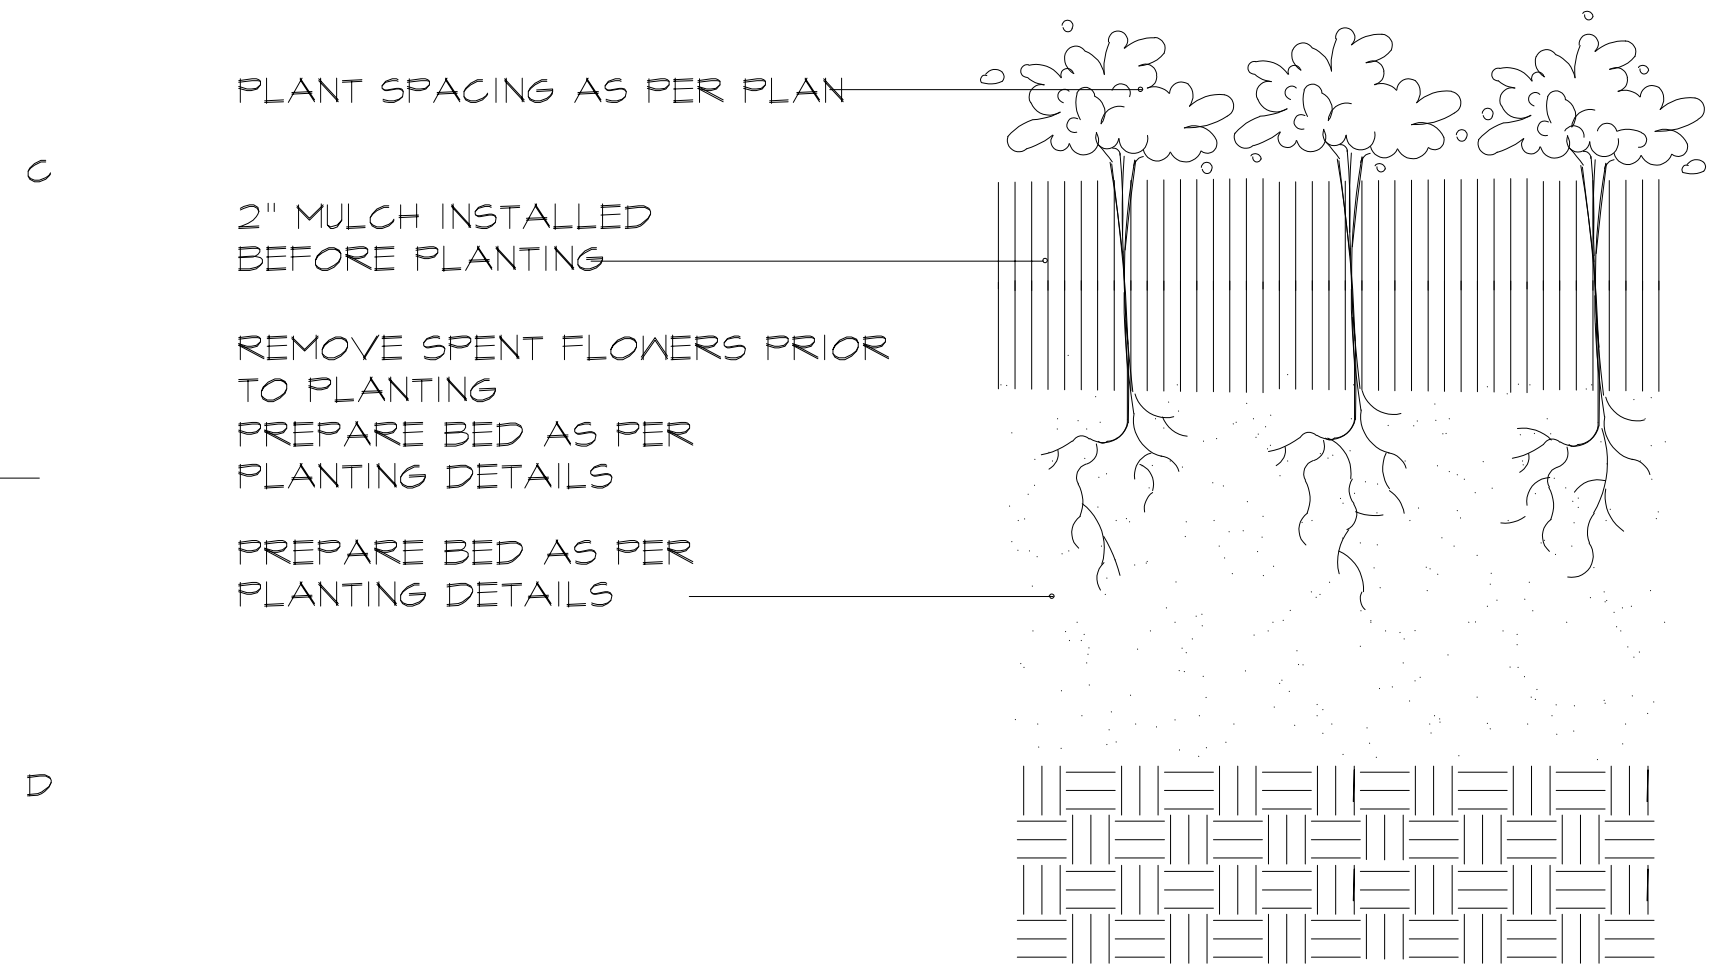 PLANT SPACING AS PER PLAN
C
2" MULCH INSTALLED
BEFORE PLANTING
REMOVE SPENT FLOWERS PRIOR
TO PLANTING
PREPARE BED AS PER
PLANTING DETAILS
PREPARE BED AS PER
PLANTING DETAILS
D